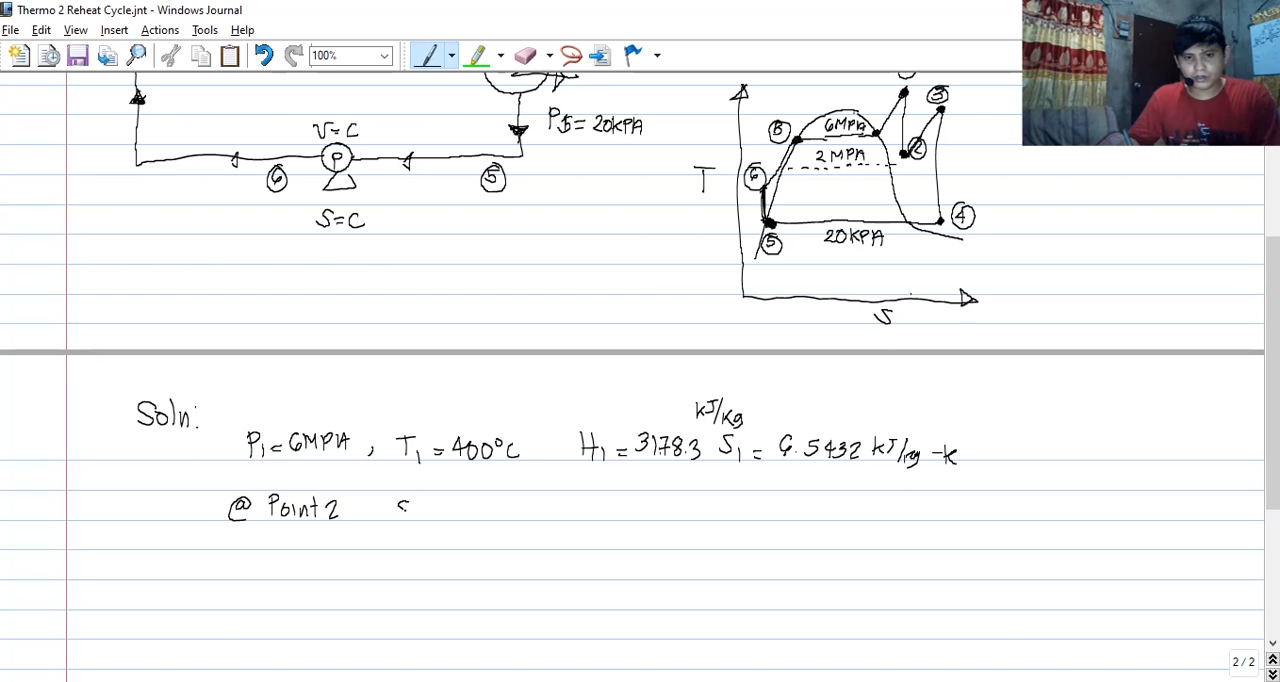 Thermo 2 Reheat Cycle.jnt - Windows Journal
File Edit View Insert Actions Tools Help
100%
V=C
P
6
5
S=C
P5 = 20KPA
T
B
6MPA
3
2 MPA
2
6
4
5
20KPA
S
Soln:
kJ/kg
P1 = 6MPA , T1 = 400°C H1 = 3178.3 S1 = 6.5432 kJ/kg-K
@ Point 2 S
2 / 2